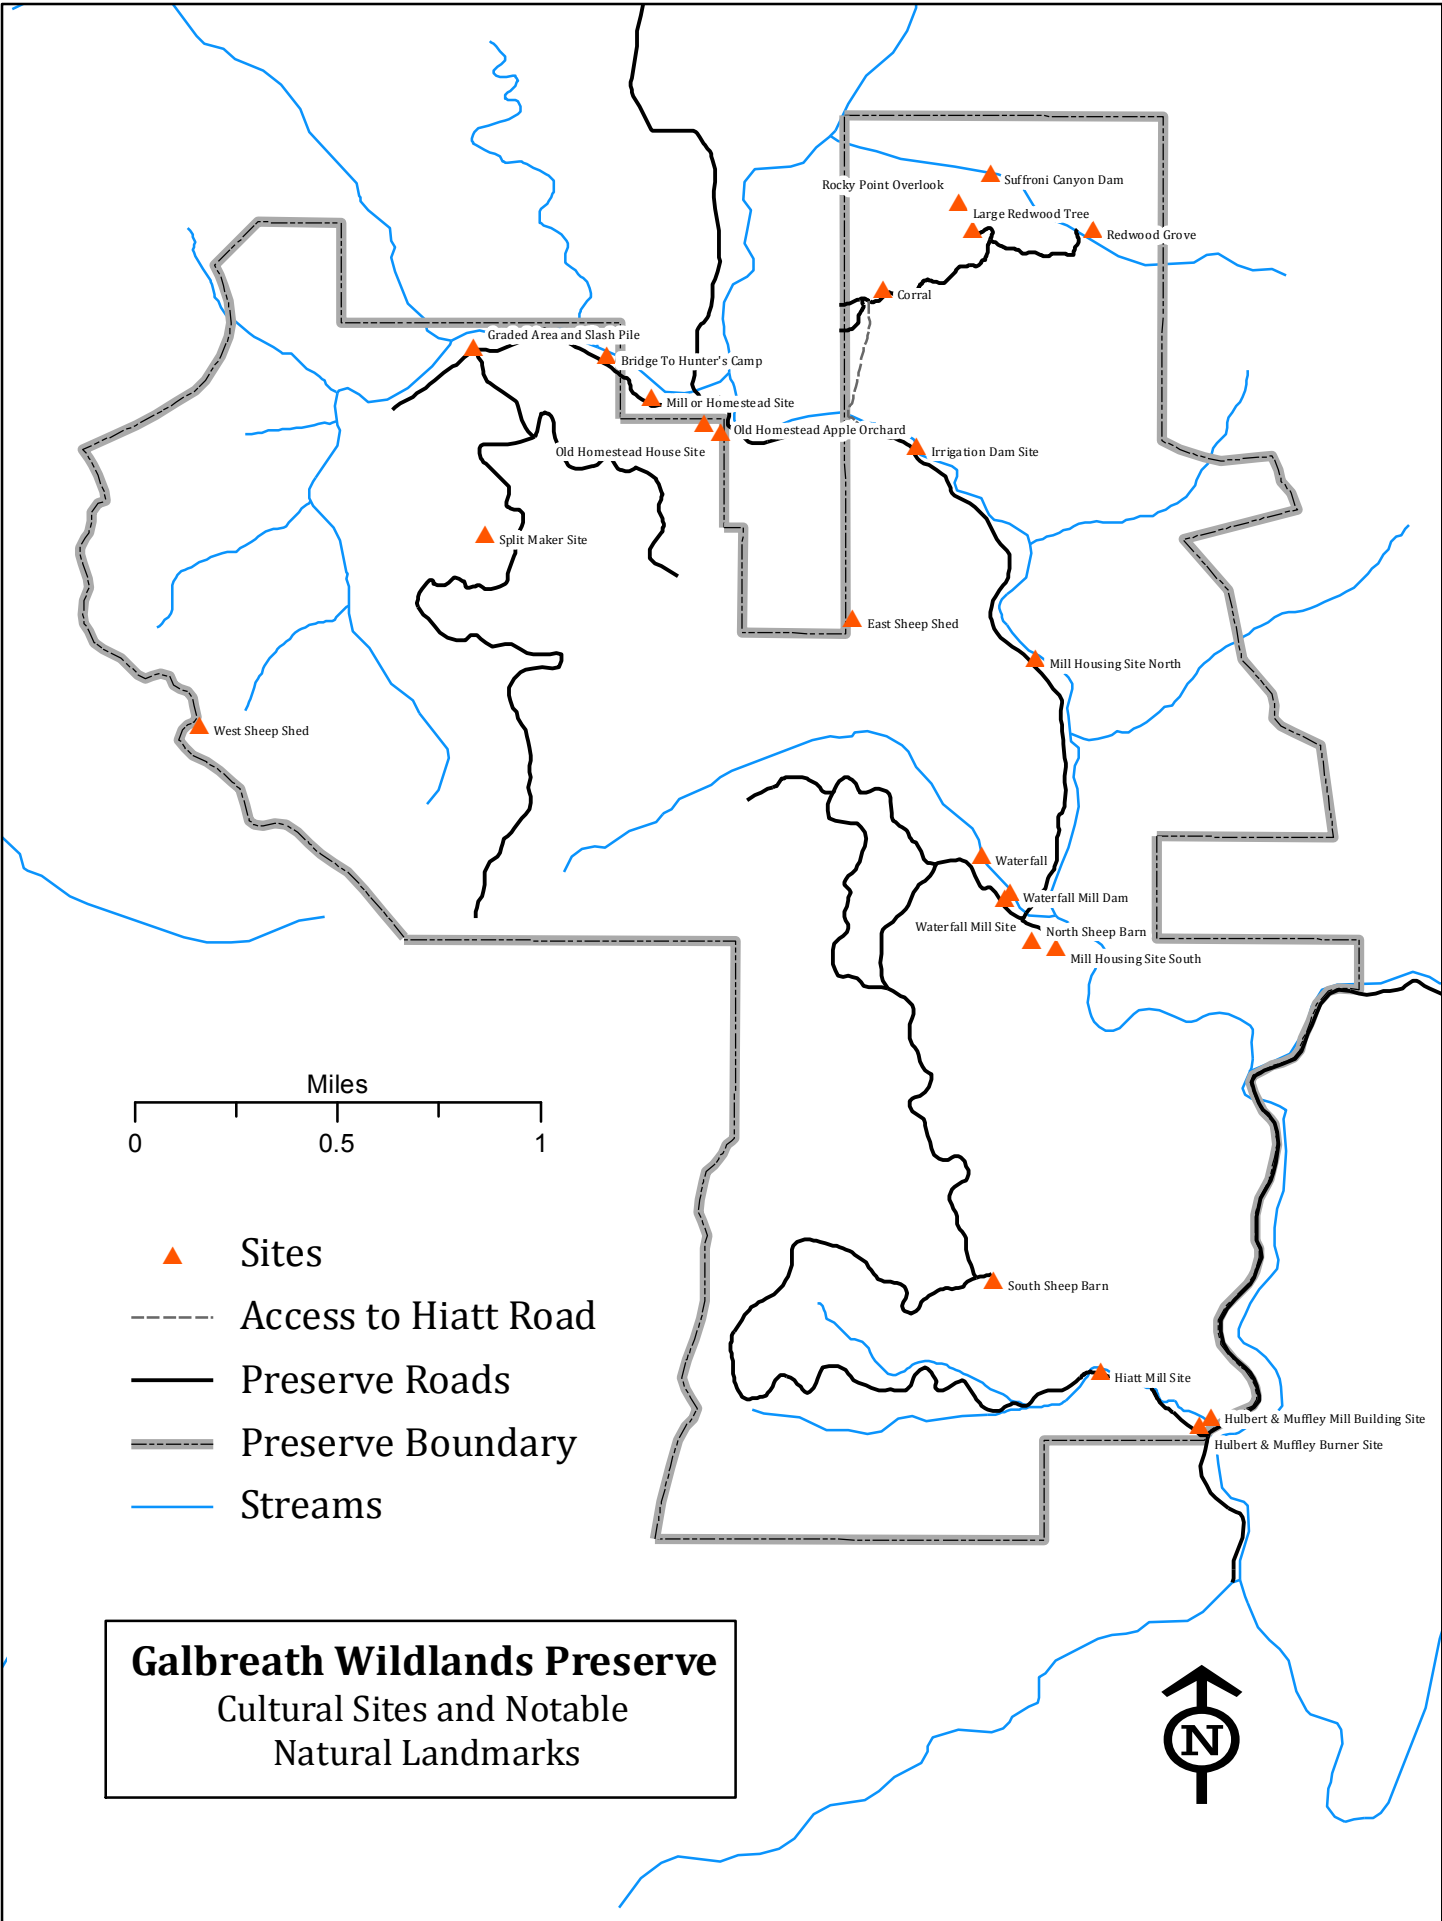 Suffroni Canyon Dam
Rocky Point Overlook
Large Redwood Tree
Redwood Grove
Corral
Graded Area and Slash Pile
Bridge To Hunter's Camp
Mill or Homestead Site
Old Homestead Apple Orchard
Old Homestead House Site
Irrigation Dam Site
Split Maker Site
East Sheep Shed
Mill Housing Site North
West Sheep Shed
Waterfall
Waterfall Mill Dam
Waterfall Mill Site
North Sheep Barn
Mill Housing Site South
Miles
0 0.5 1
Sites
Access to Hiatt Road
Preserve Roads
Preserve Boundary
Streams
South Sheep Barn
Hiatt Mill Site
Hulbert & Muffley Mill Building Site
Hulbert & Muffley Burner Site
Galbreath Wildlands Preserve
Cultural Sites and Notable
Natural Landmarks
N